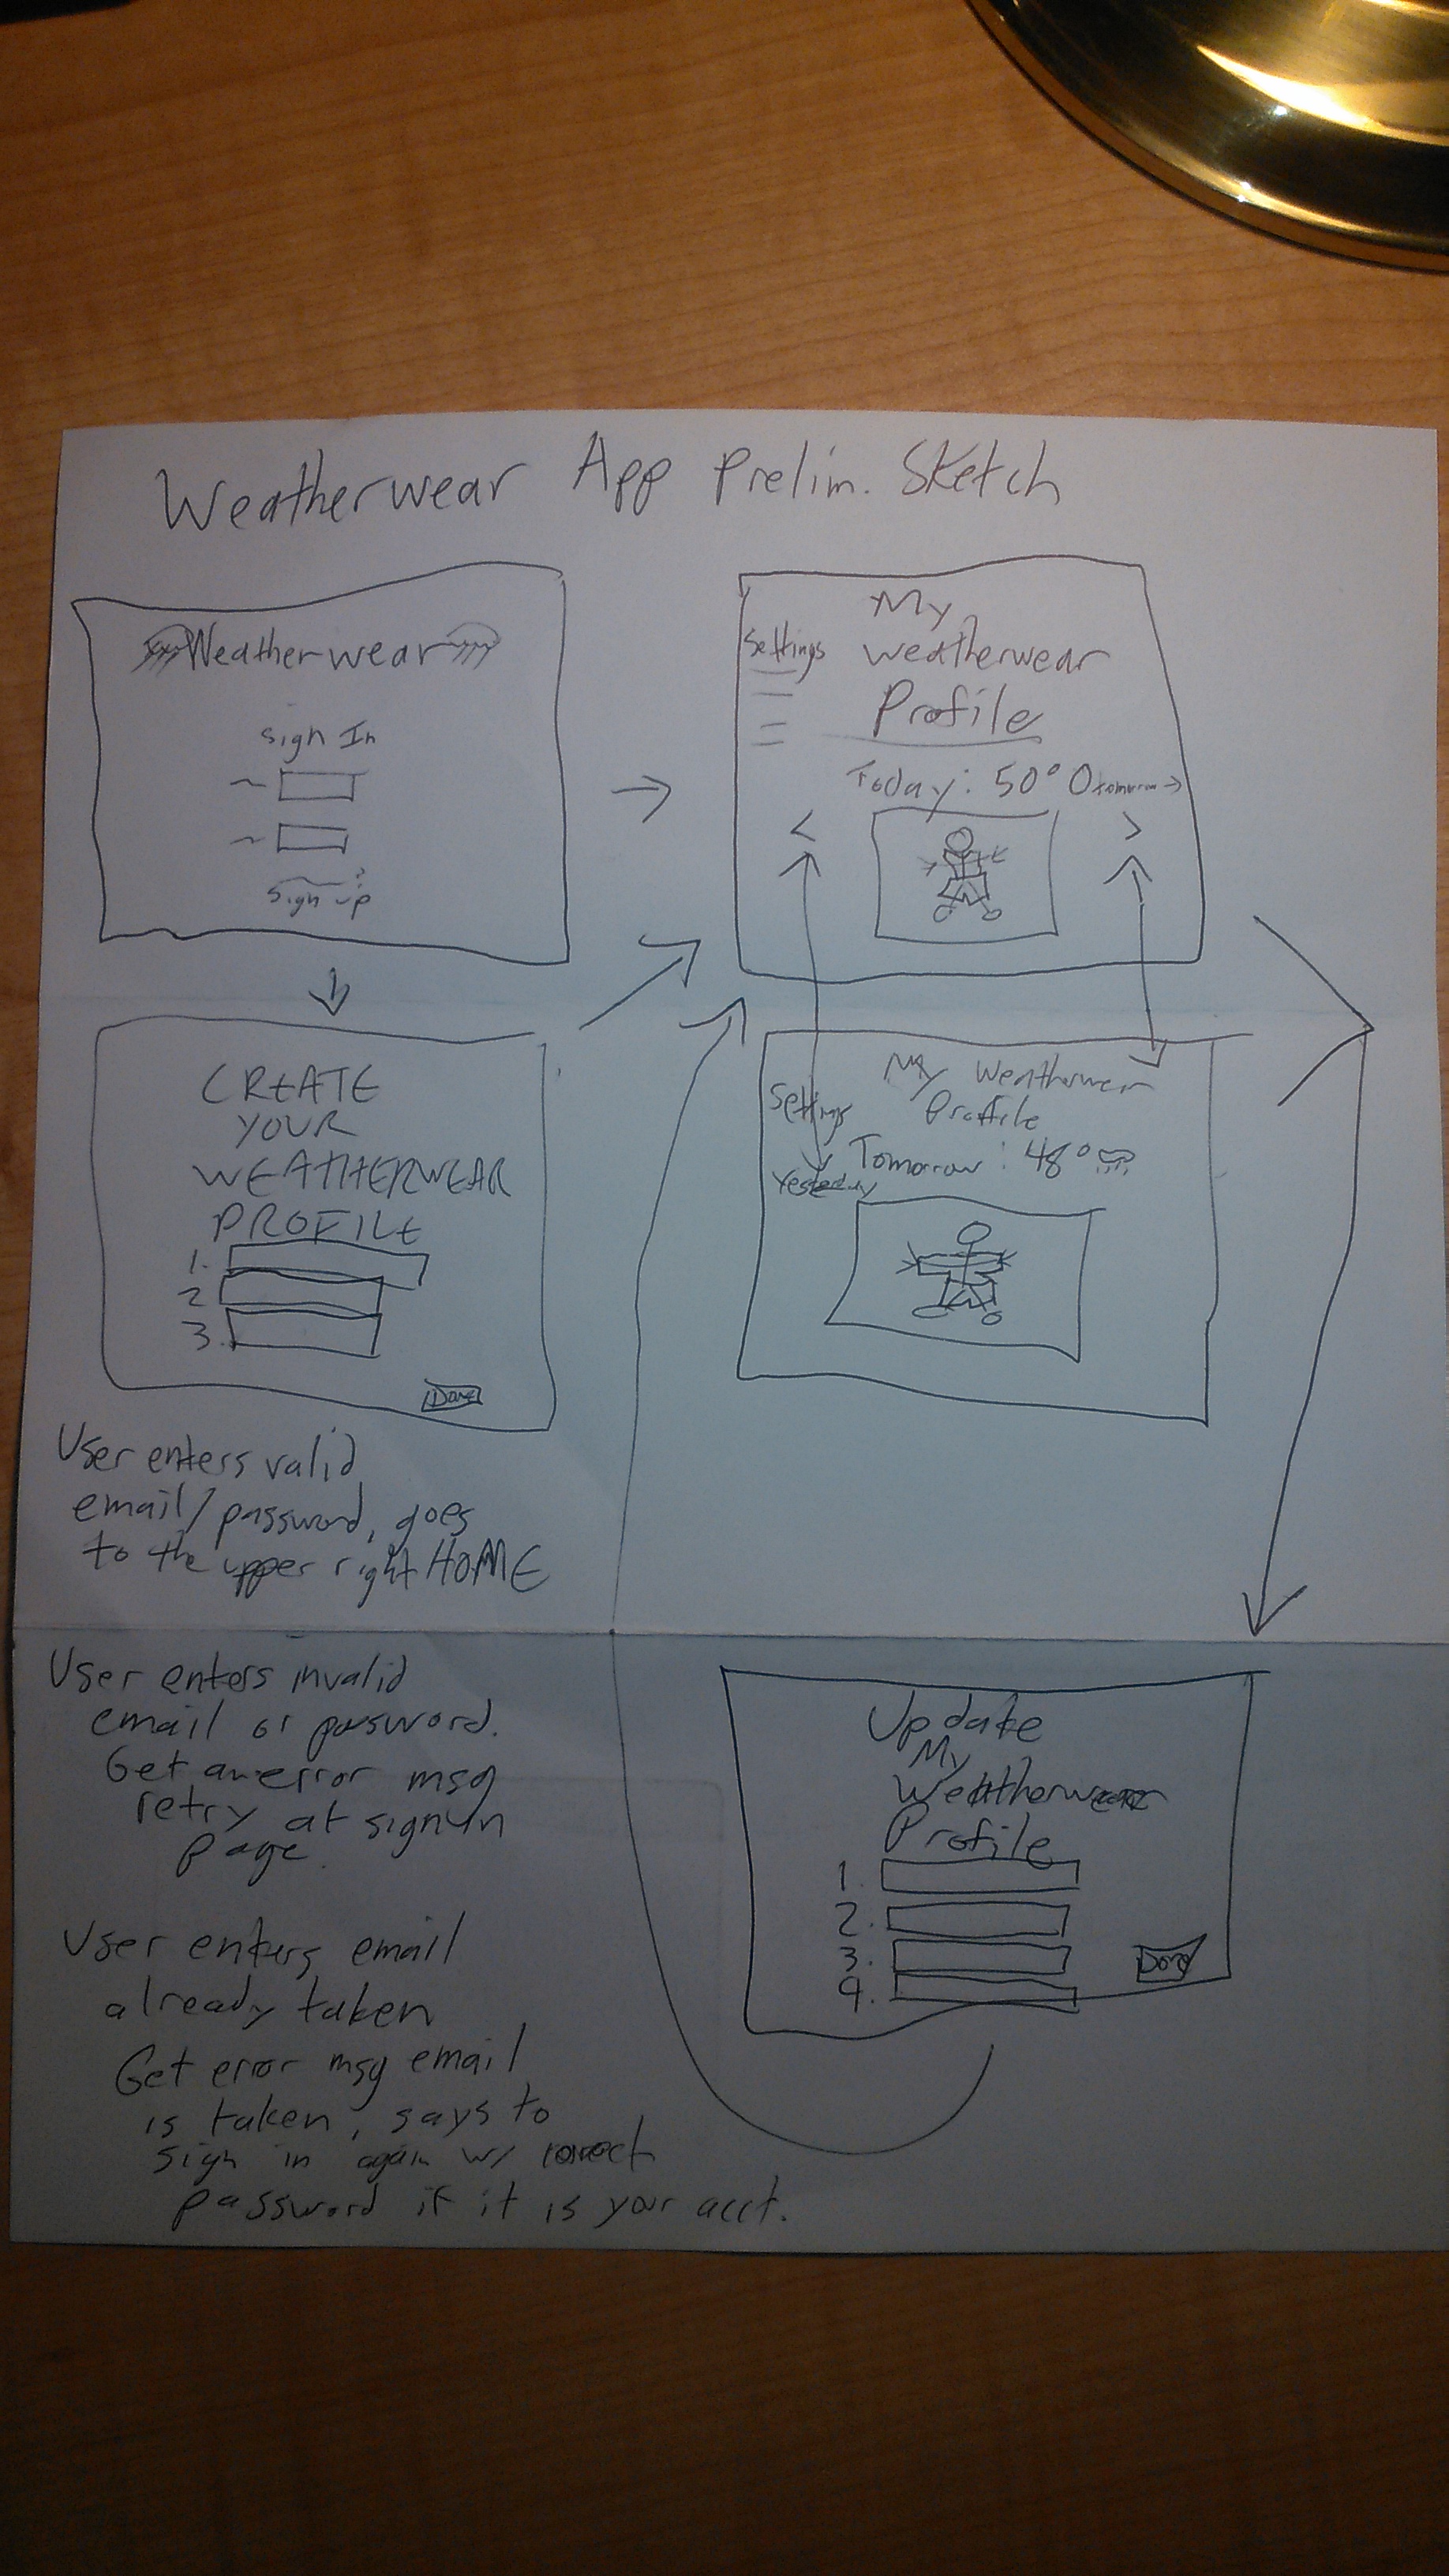 Weatherwear App Prelim. Sketch
Weatherwear
Sign In
Sign up?
My
Settings
Weatherwear
Profile
Today: 50°
tomorrow →
<
>
CREATE
YOUR
WEATHERWEAR
PROFILE
1.
2
3.
Done
My Weatherwear
Profile
Settings
Tomorrow: 48°
Yesterday
User enters valid
email/password, goes
to the upper right HOME
User enters invalid
email or password.
Get an error msg
retry at sign in
page.
User enters email
already taken
Get error msg email
is taken, says to
sign in again w/ correct
password if it is your acct.
Update
My
Weatherwear
Profile
1.
2.
3.
4.
Done